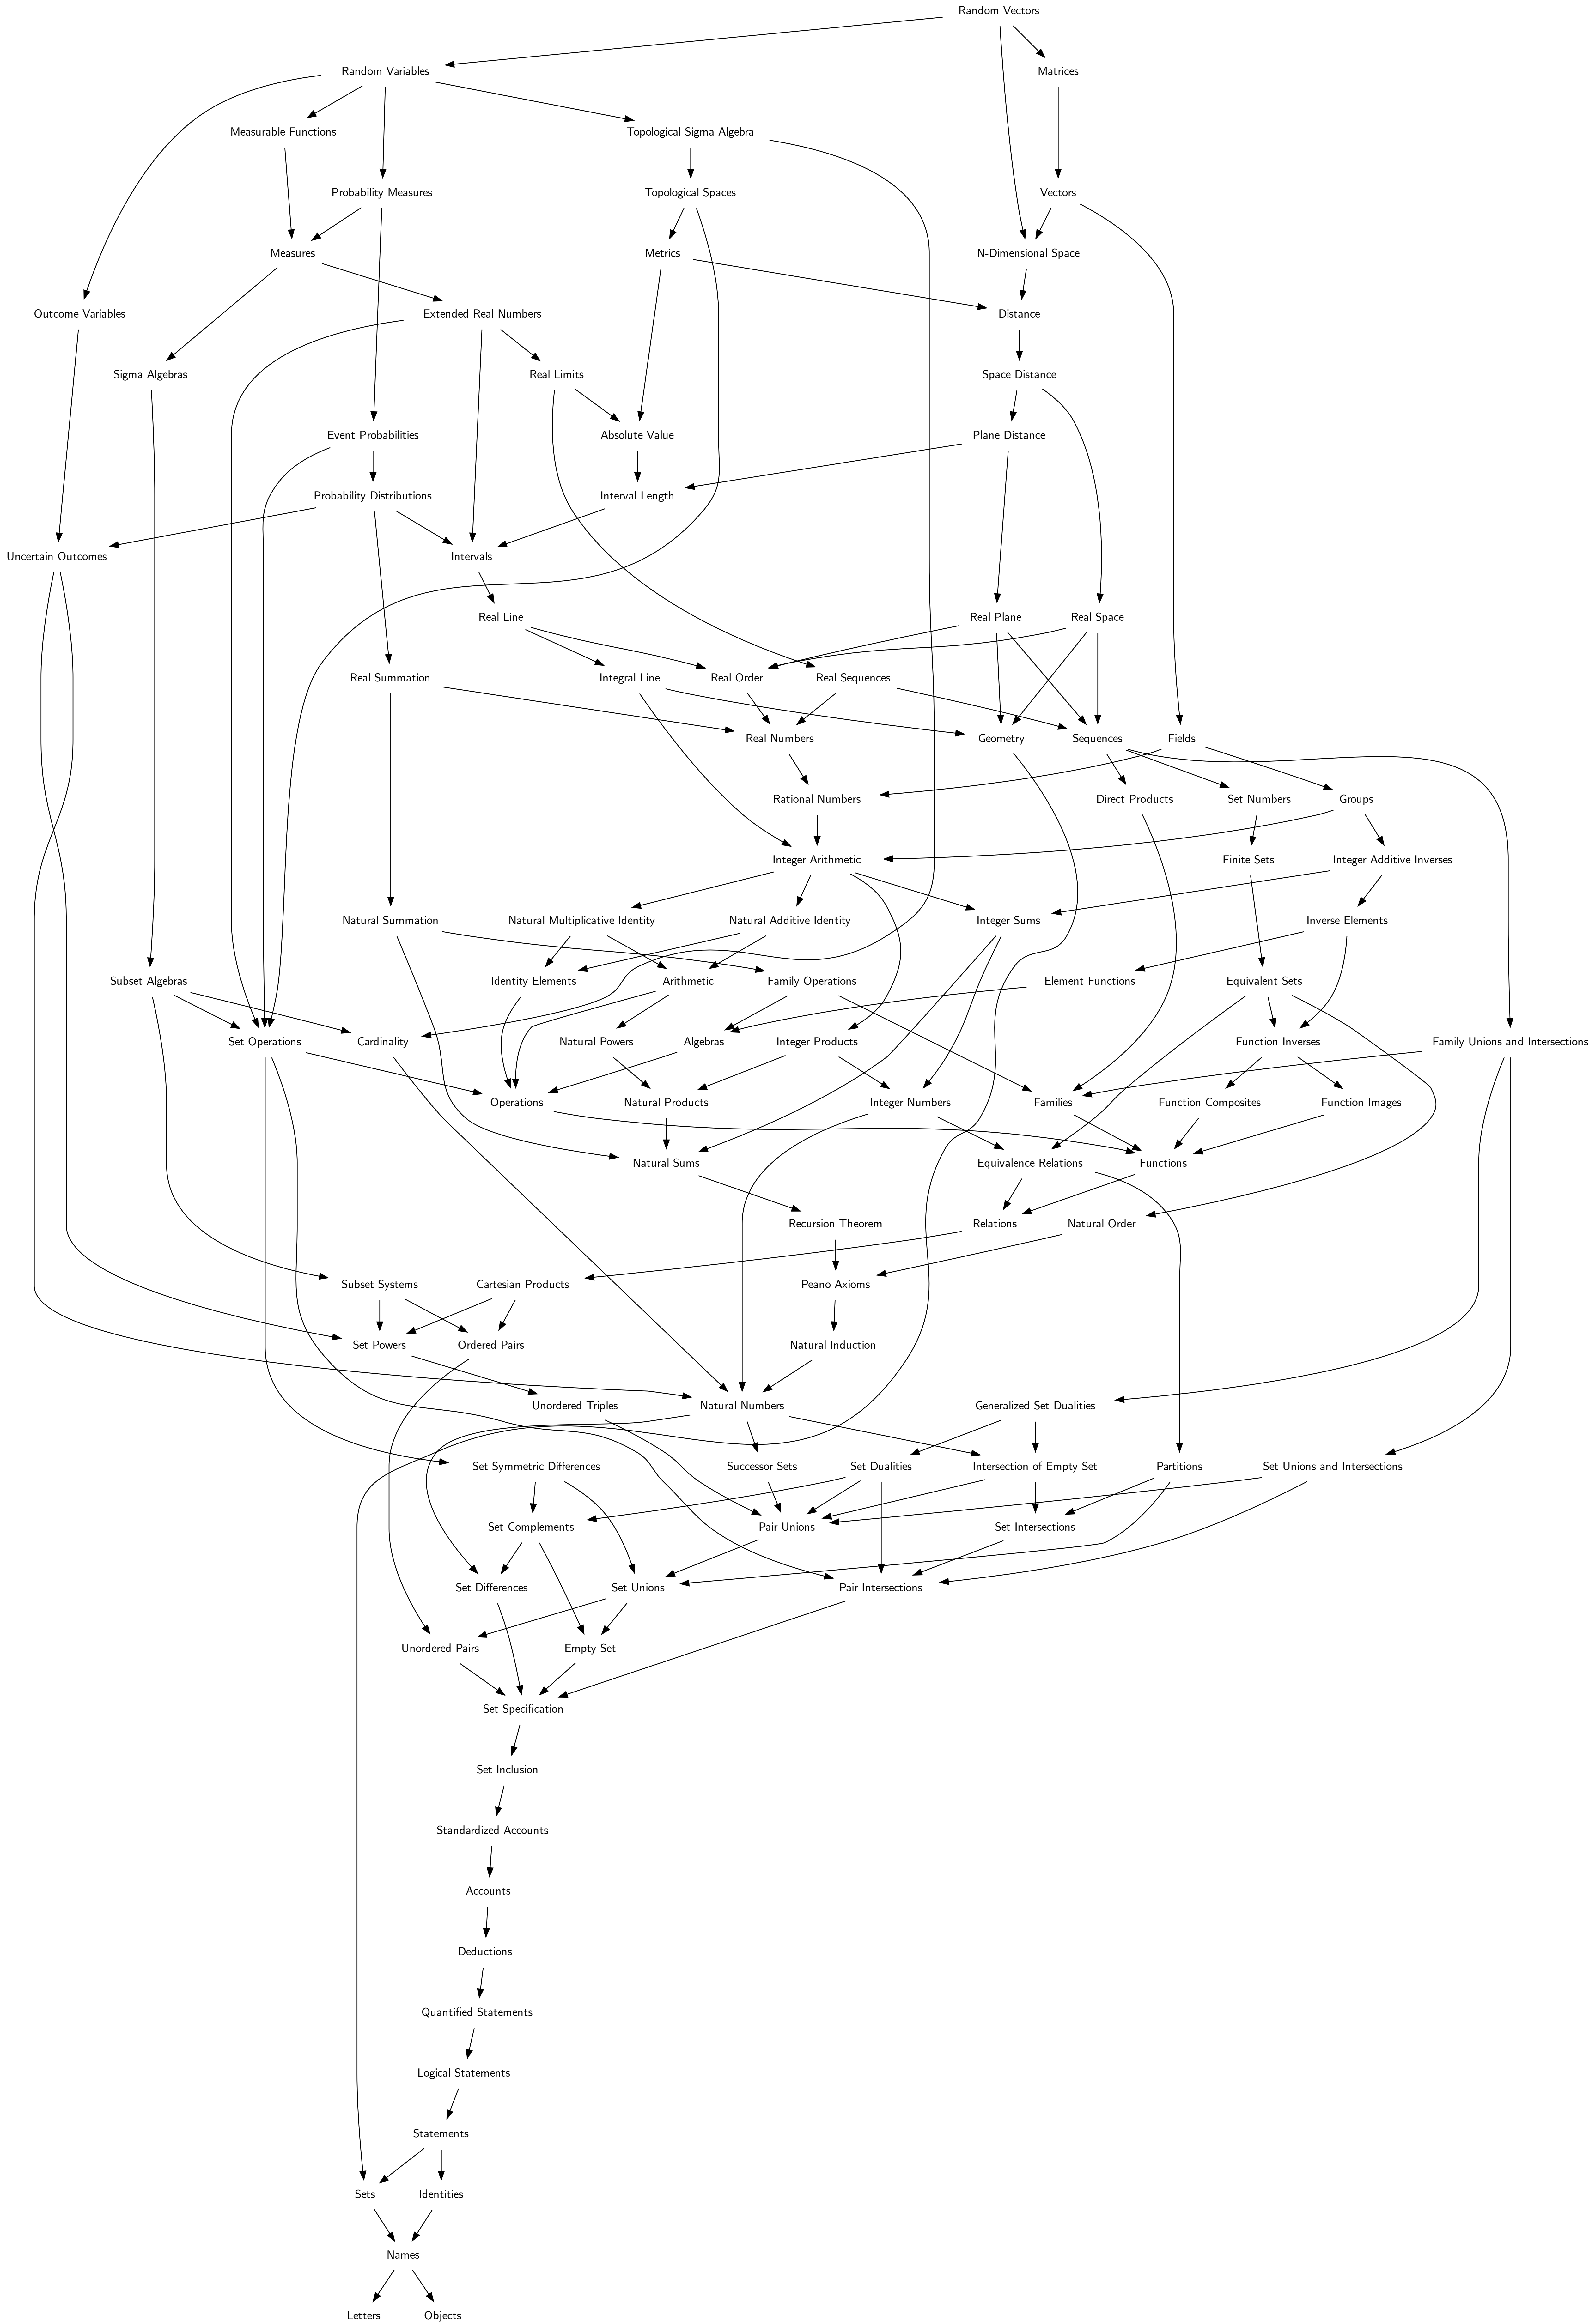 Random Vectors
Random Variables
Matrices
Measurable Functions
Topological Sigma Algebra
Probability Measures
Topological Spaces
Vectors
Measures
Metrics
N-Dimensional Space
Outcome Variables
Extended Real Numbers
Distance
Sigma Algebras
Real Limits
Space Distance
Event Probabilities
Absolute Value
Plane Distance
Probability Distributions
Interval Length
Uncertain Outcomes
Intervals
Real Line
Real Plane
Real Space
Real Summation
Integral Line
Real Order
Real Sequences
Real Numbers
Geometry
Sequences
Fields
Rational Numbers
Direct Products
Set Numbers
Groups
Integer Arithmetic
Finite Sets
Integer Additive Inverses
Natural Summation
Natural Multiplicative Identity
Natural Additive Identity
Integer Sums
Inverse Elements
Subset Algebras
Identity Elements
Arithmetic
Family Operations
Element Functions
Equivalent Sets
Set Operations
Cardinality
Natural Powers
Algebras
Integer Products
Function Inverses
Family Unions and Intersections
Operations
Natural Products
Integer Numbers
Families
Function Composites
Function Images
Natural Sums
Equivalence Relations
Functions
Recursion Theorem
Relations
Natural Order
Subset Systems
Cartesian Products
Peano Axioms
Set Powers
Ordered Pairs
Natural Induction
Unordered Triples
Natural Numbers
Generalized Set Dualities
Set Symmetric Differences
Successor Sets
Set Dualities
Intersection of Empty Set
Partitions
Set Unions and Intersections
Set Complements
Pair Unions
Set Intersections
Set Differences
Set Unions
Pair Intersections
Unordered Pairs
Empty Set
Set Specification
Set Inclusion
Standardized Accounts
Accounts
Deductions
Quantified Statements
Logical Statements
Statements
Sets
Identities
Names
Letters
Objects